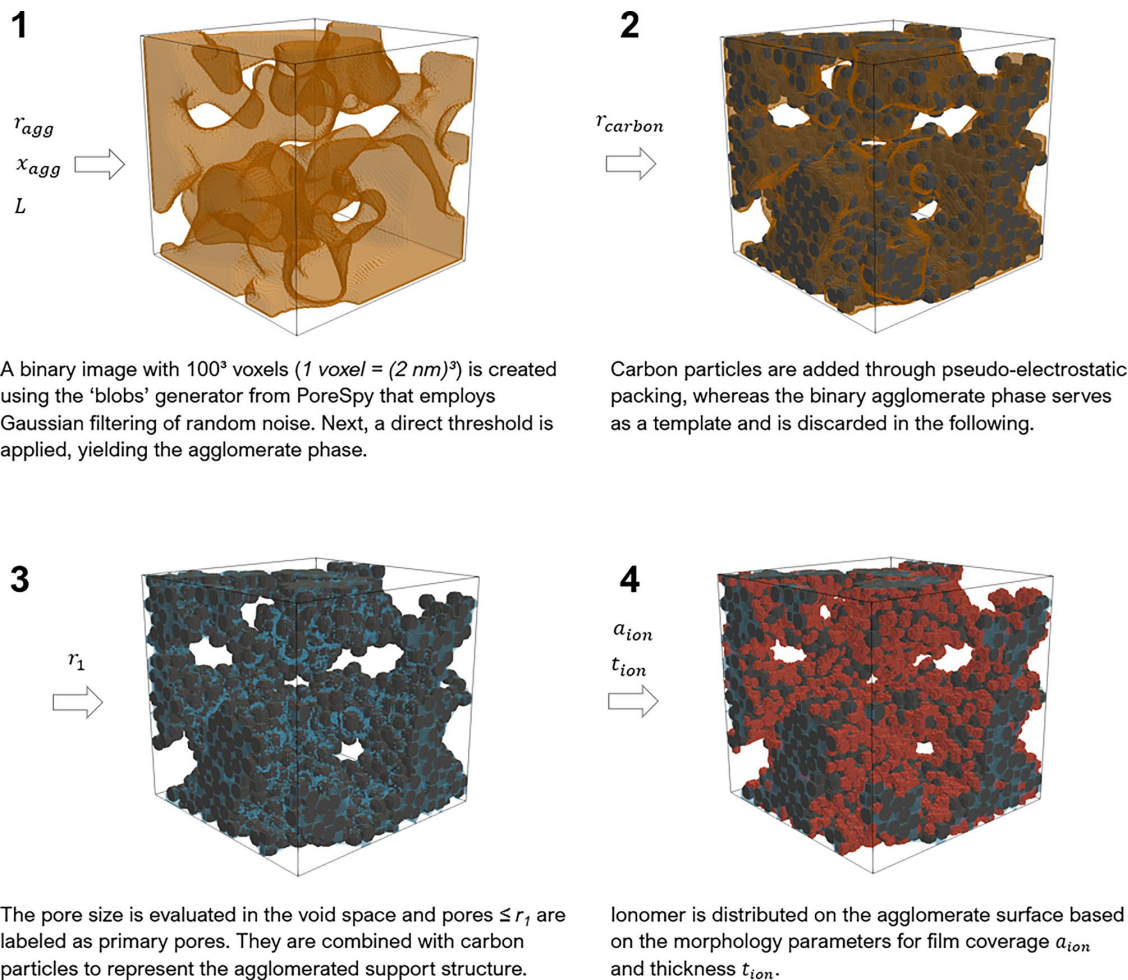 1
r_agg
x_agg
L
A binary image with 100³ voxels (1 voxel = (2 nm)³) is created
using the ‘blobs’ generator from PoreSpy that employs
Gaussian filtering of random noise. Next, a direct threshold is
applied, yielding the agglomerate phase.
2
r_carbon
Carbon particles are added through pseudo-electrostatic
packing, whereas the binary agglomerate phase serves
as a template and is discarded in the following.
3
r_1
The pore size is evaluated in the void space and pores ≤ r_1 are
labeled as primary pores. They are combined with carbon
particles to represent the agglomerated support structure.
4
a_ion
t_ion
Ionomer is distributed on the agglomerate surface based
on the morphology parameters for film coverage a_ion
and thickness t_ion.